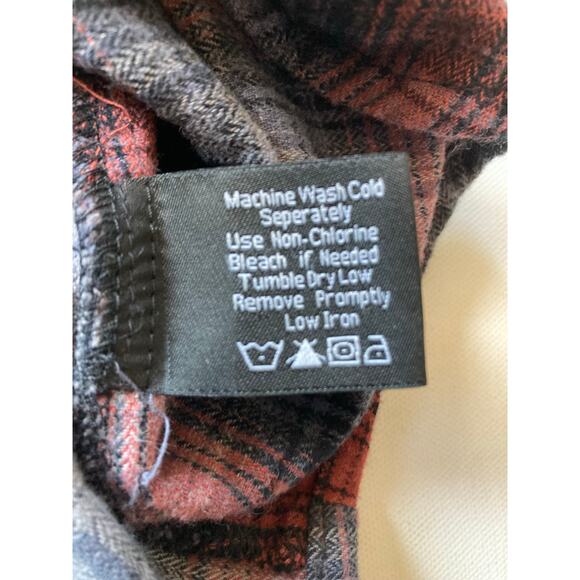 Machine Wash Cold
Seperately
Use Non-Chlorine
Bleach if Needed
Tumble Dry Low
Remove Promptly
Low Iron